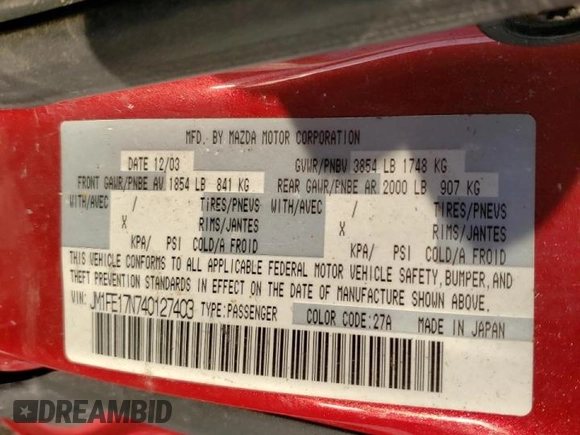 MFD. BY MAZDA MOTOR CORPORATION
DATE 12/03 GVWR/PNBV 3854 LB 1748 KG
FRONT GAWR/PNBE AV 1854 LB 841 KG REAR GAWR/PNBE AR 2000 LB 907 KG
WITH/AVEC / TIRES/PNEVS WITH/AVEC / TIRES/PNEUS
X RIMS/JANTES X RIMS/JANTES
KPA/ PSI COLD/A FROID KPA/ PSI COLD/A FROID
THIS VEHICLE CONFORMS TO ALL APPLICABLE FEDERAL MOTOR VEHICLE SAFETY, BUMPER, AND
THEFT PREVENTION STANDARDS IN EFFECT ON THE DATE OF MANUFACTURE SHOWN ABOVE.
VIN: JM1FE17N740127403 TYPE:PASSENGER COLOR CODE:27A MADE IN JAPAN
DREAMBID